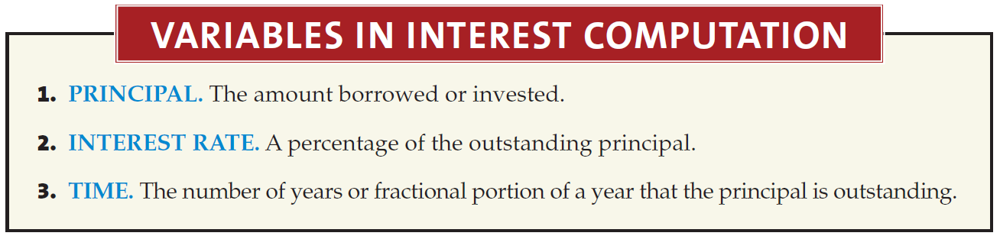 VARIABLES IN INTEREST COMPUTATION
1. PRINCIPAL. The amount borrowed or invested.
2. INTEREST RATE. A percentage of the outstanding principal.
3. TIME. The number of years or fractional portion of a year that the principal is outstanding.